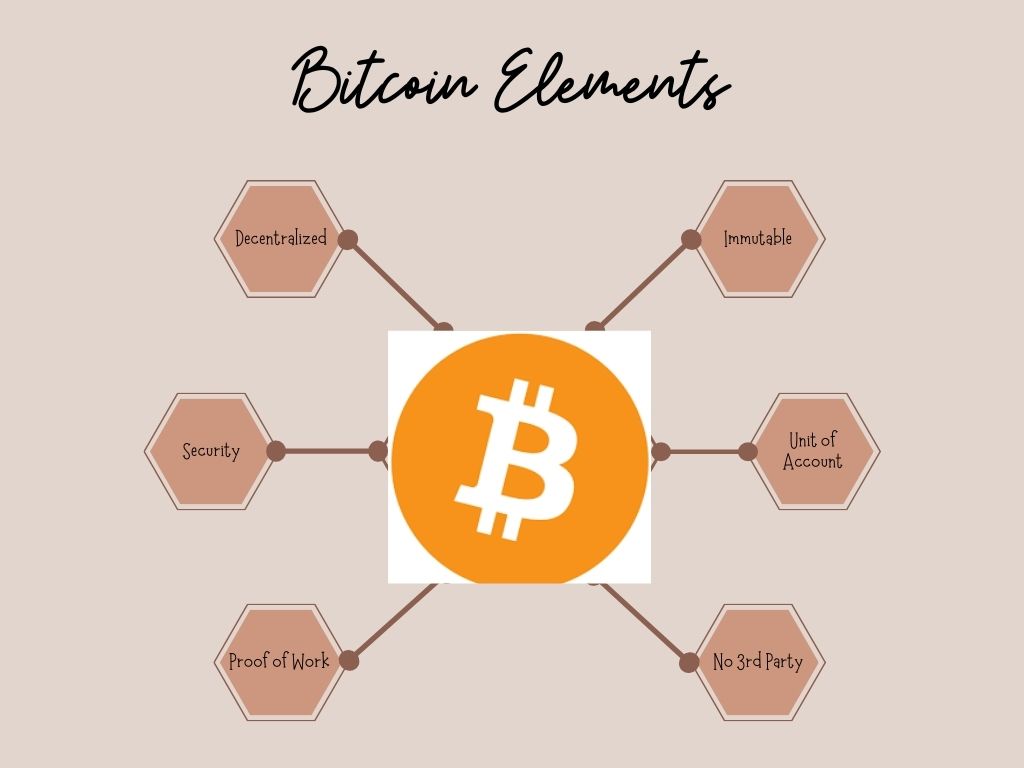 Bitcoin Elements
Decentralized
Immutable
Security
Unit of
Account
Proof of Work
No 3rd Party